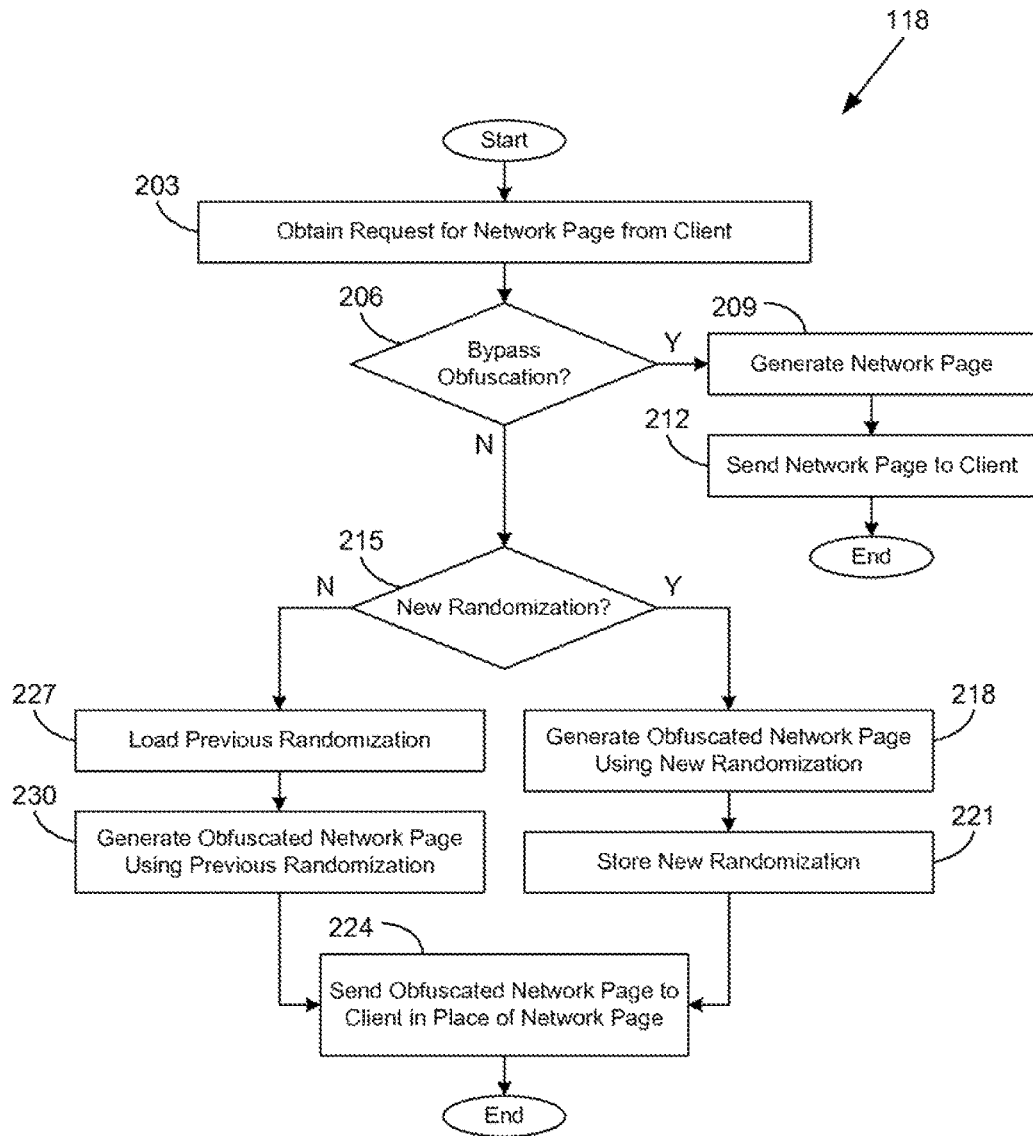 118
Start
203
Obtain Request for Network Page from Client
206
Bypass
Obfuscation?
Y
N
209
Generate Network Page
212
Send Network Page to Client
End
215
New Randomization?
N
Y
227
Load Previous Randomization
218
Generate Obfuscated Network Page
Using New Randomization
230
Generate Obfuscated Network Page
Using Previous Randomization
221
Store New Randomization
224
Send Obfuscated Network Page to
Client in Place of Network Page
End